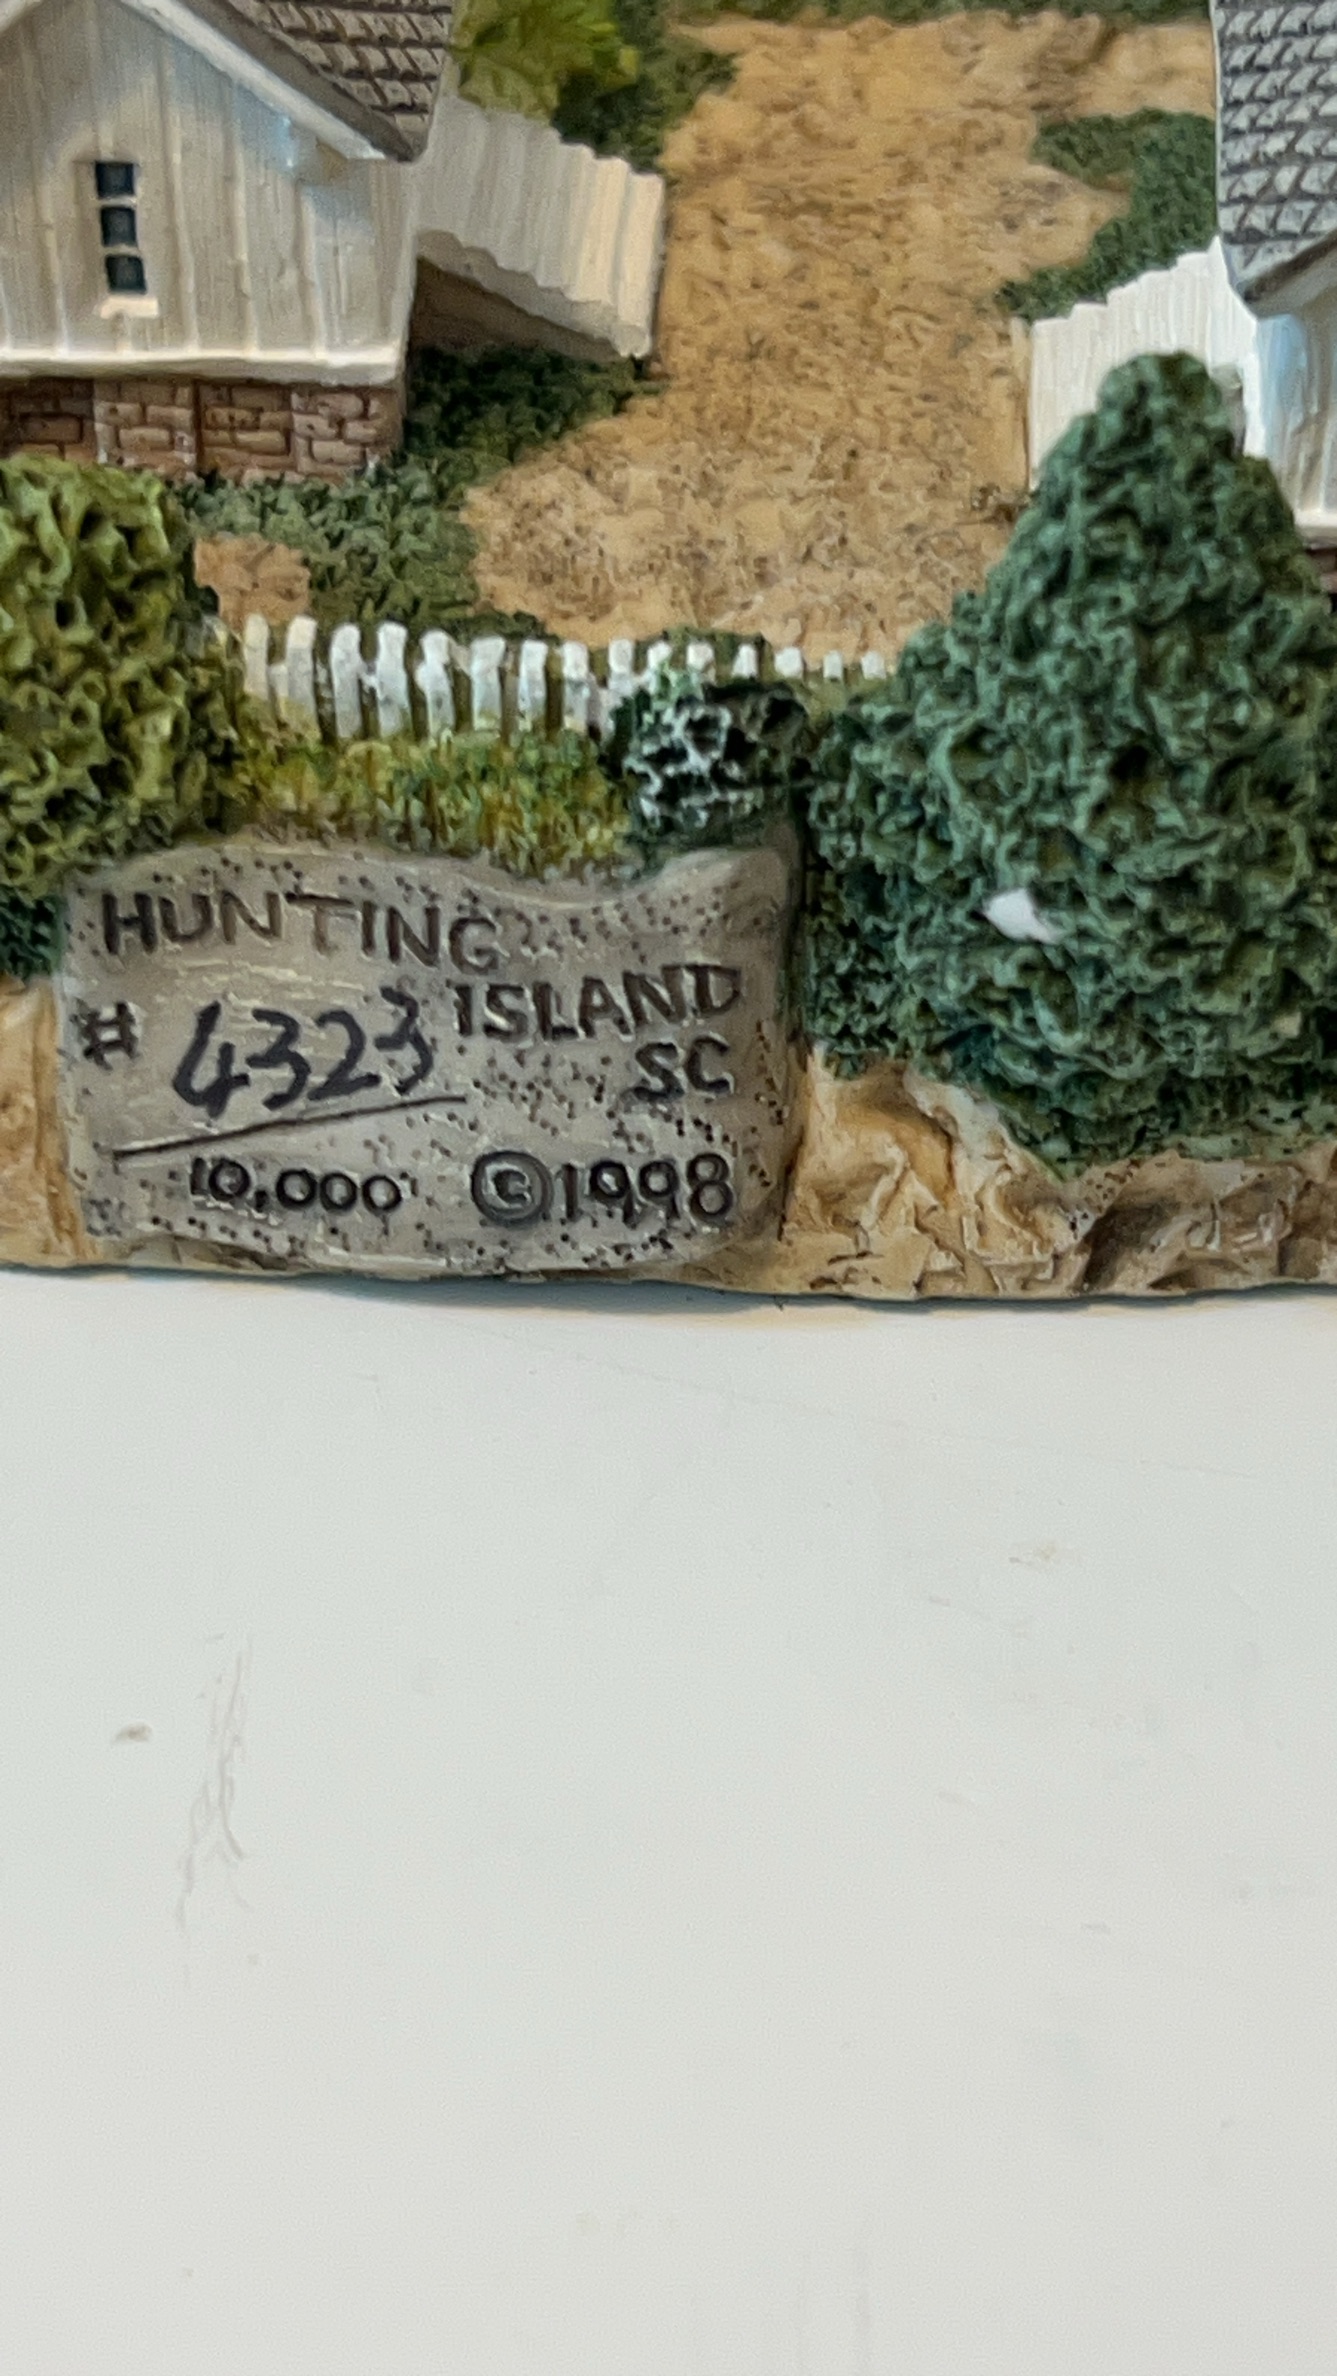 HUNTING
ISLAND
SC
# 4323
10,000
©1998